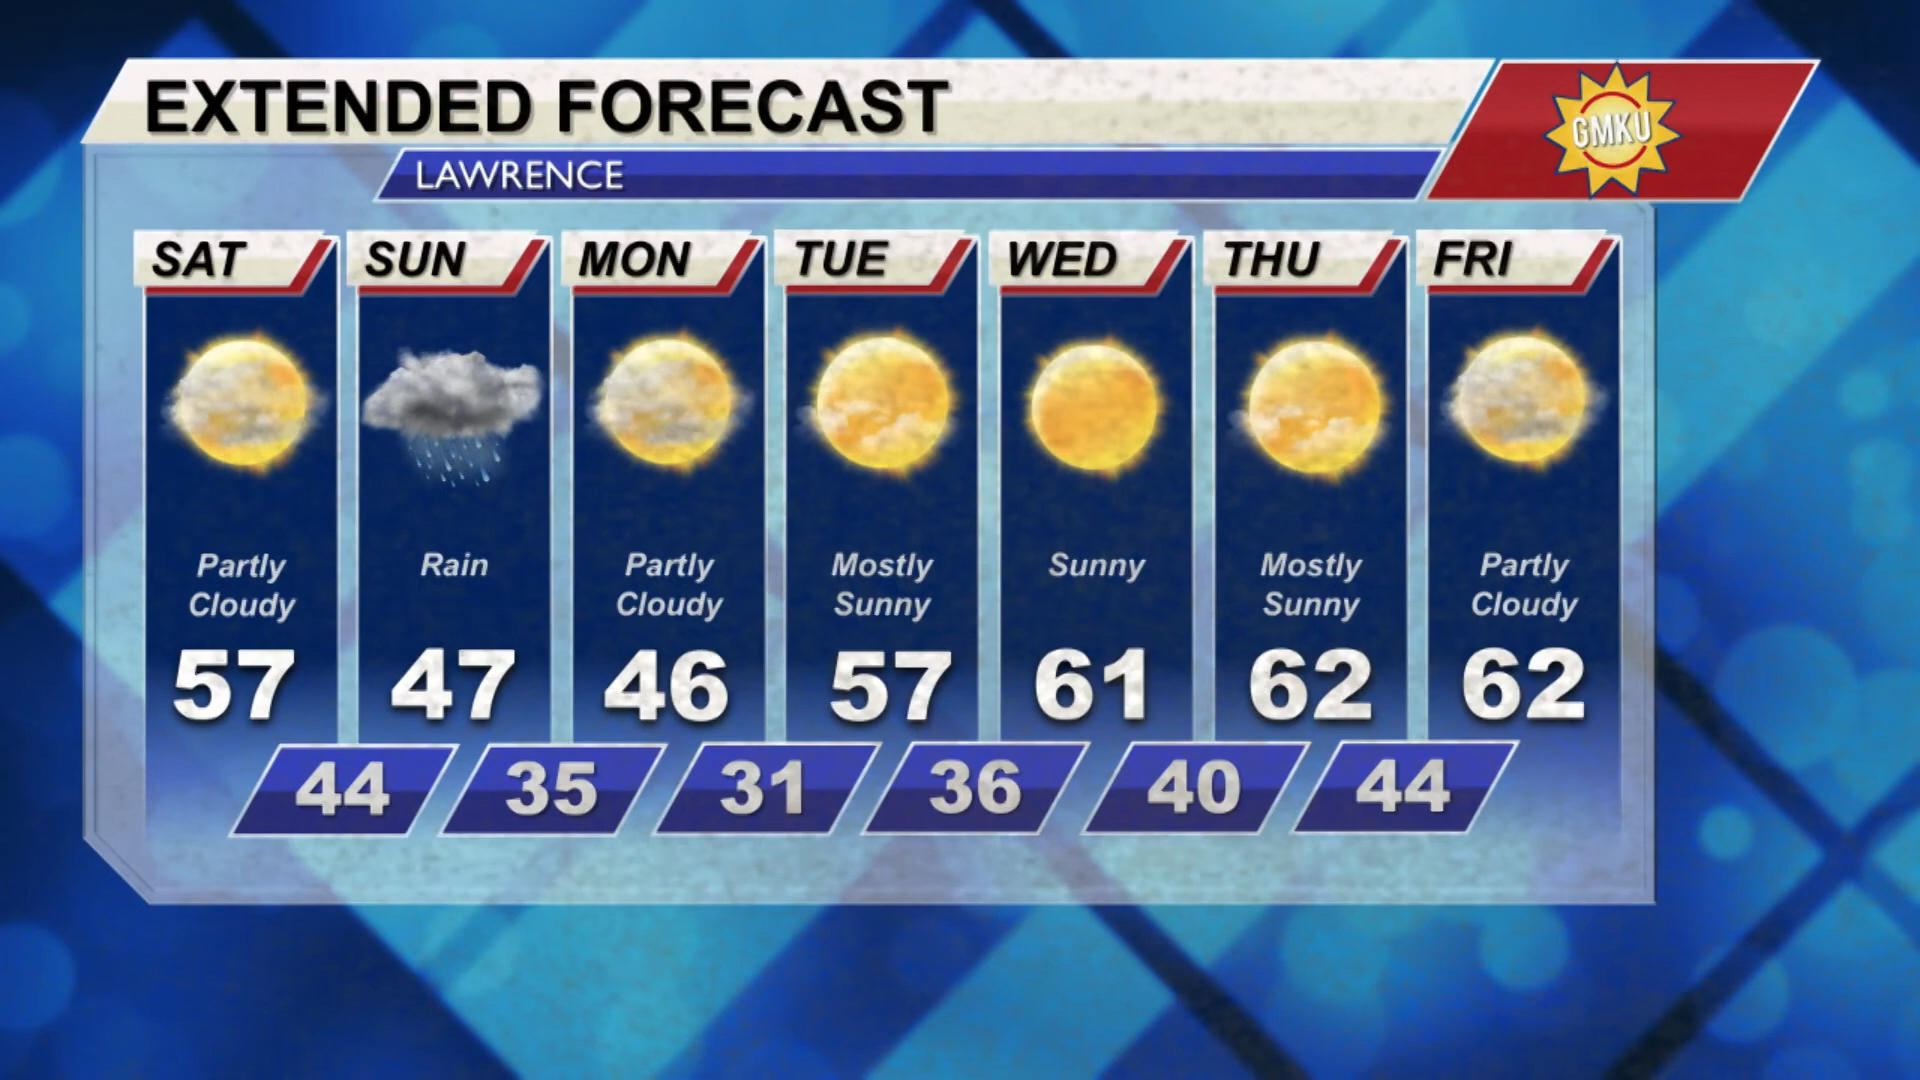 EXTENDED FORECAST
GMKU
LAWRENCE
SAT SUN MON TUE WED THU FRI
Partly Rain Partly Mostly Sunny Mostly Partly
Cloudy Cloudy Sunny Sunny Cloudy
57 47 46 57 61 62 62
44 35 31 36 40 44